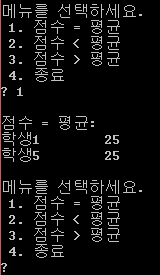 메뉴를 선택하세요.
1. 점수 = 평균
2. 점수 < 평균
3. 점수 > 평균
4. 종료
? 1
점수 = 평균:
학생1 25
학생5 25
메뉴를 선택하세요.
1. 점수 = 평균
2. 점수 < 평균
3. 점수 > 평균
4. 종료
?